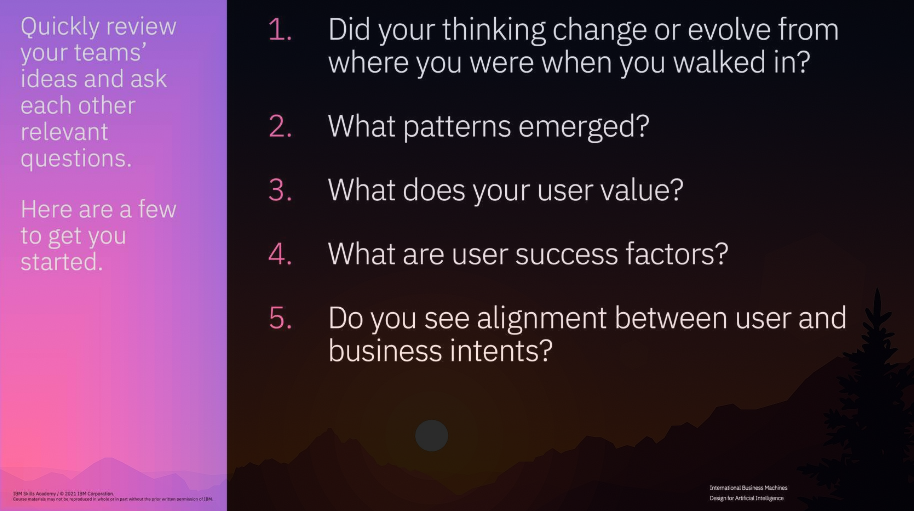 Quickly review
your teams’
ideas and ask
each other
relevant
questions.
Here are a few
to get you
started.
1. Did your thinking change or evolve from
where you were when you walked in?
2. What patterns emerged?
3. What does your user value?
4. What are user success factors?
5. Do you see alignment between user and
business intents?
IBM Skills Academy / © 2021 IBM Corporation
Course materials may not be reproduced in whole or in part without the prior written permission of IBM.
International Business Machines
Design for Artificial Intelligence